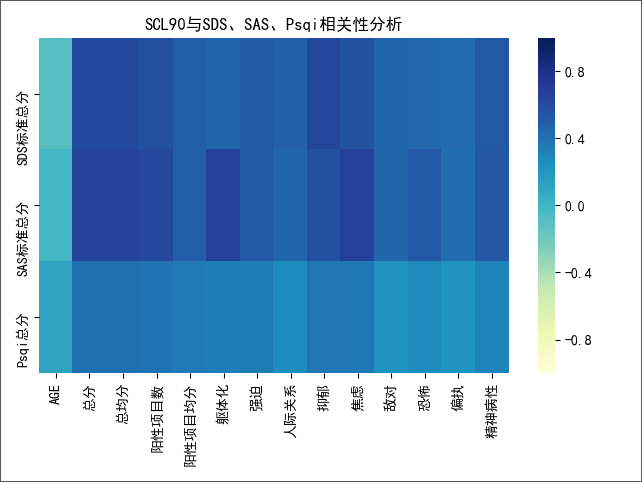 SCL90与SDS、SAS、Psqi相关性分析
SDS标准总分
SAS标准总分
Psqi总分
AGE
总分
总均分
阳性项目数
阳性项目均分
躯体化
强迫
人际关系
抑郁
焦虑
敌对
恐怖
偏执
精神病性
0.8
0.4
0.0
−0.4
−0.8